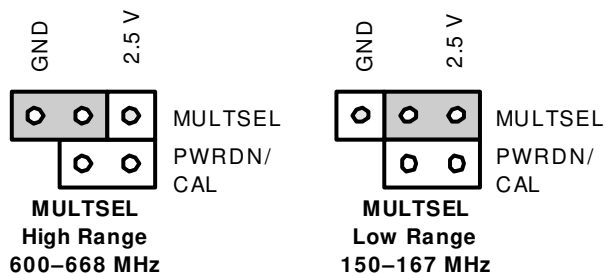 GND
2.5 V
MULTSEL
PWRDN/
CAL
MULTSEL
High Range
600–668 MHz
GND
2.5 V
MULTSEL
PWRDN/
CAL
MULTSEL
Low Range
150–167 MHz